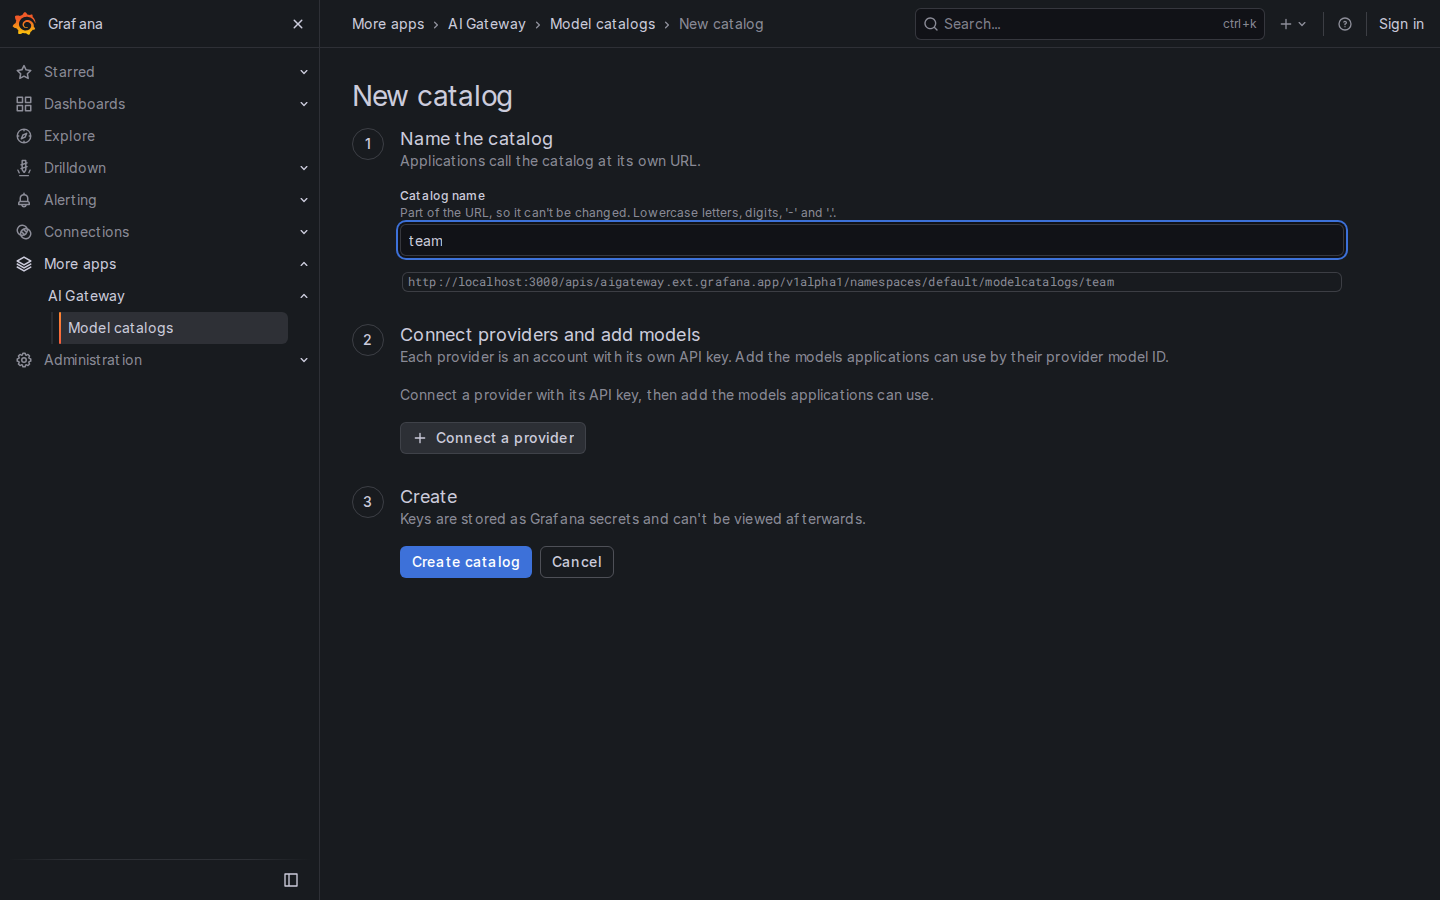 Grafana
More apps › AI Gateway › Model catalogs › New catalog
Search...
ctrl+k
Sign in
Starred
Dashboards
Explore
Drilldown
Alerting
Connections
More apps
AI Gateway
Model catalogs
Administration
New catalog
1
Name the catalog
Applications call the catalog at its own URL.
Catalog name
Part of the URL, so it can't be changed. Lowercase letters, digits, '-' and '.'.
team
http://localhost:3000/apis/aigateway.ext.grafana.app/v1alpha1/namespaces/default/modelcatalogs/team
2
Connect providers and add models
Each provider is an account with its own API key. Add the models applications can use by their provider model ID.
Connect a provider with its API key, then add the models applications can use.
Connect a provider
3
Create
Keys are stored as Grafana secrets and can't be viewed afterwards.
Create catalog
Cancel